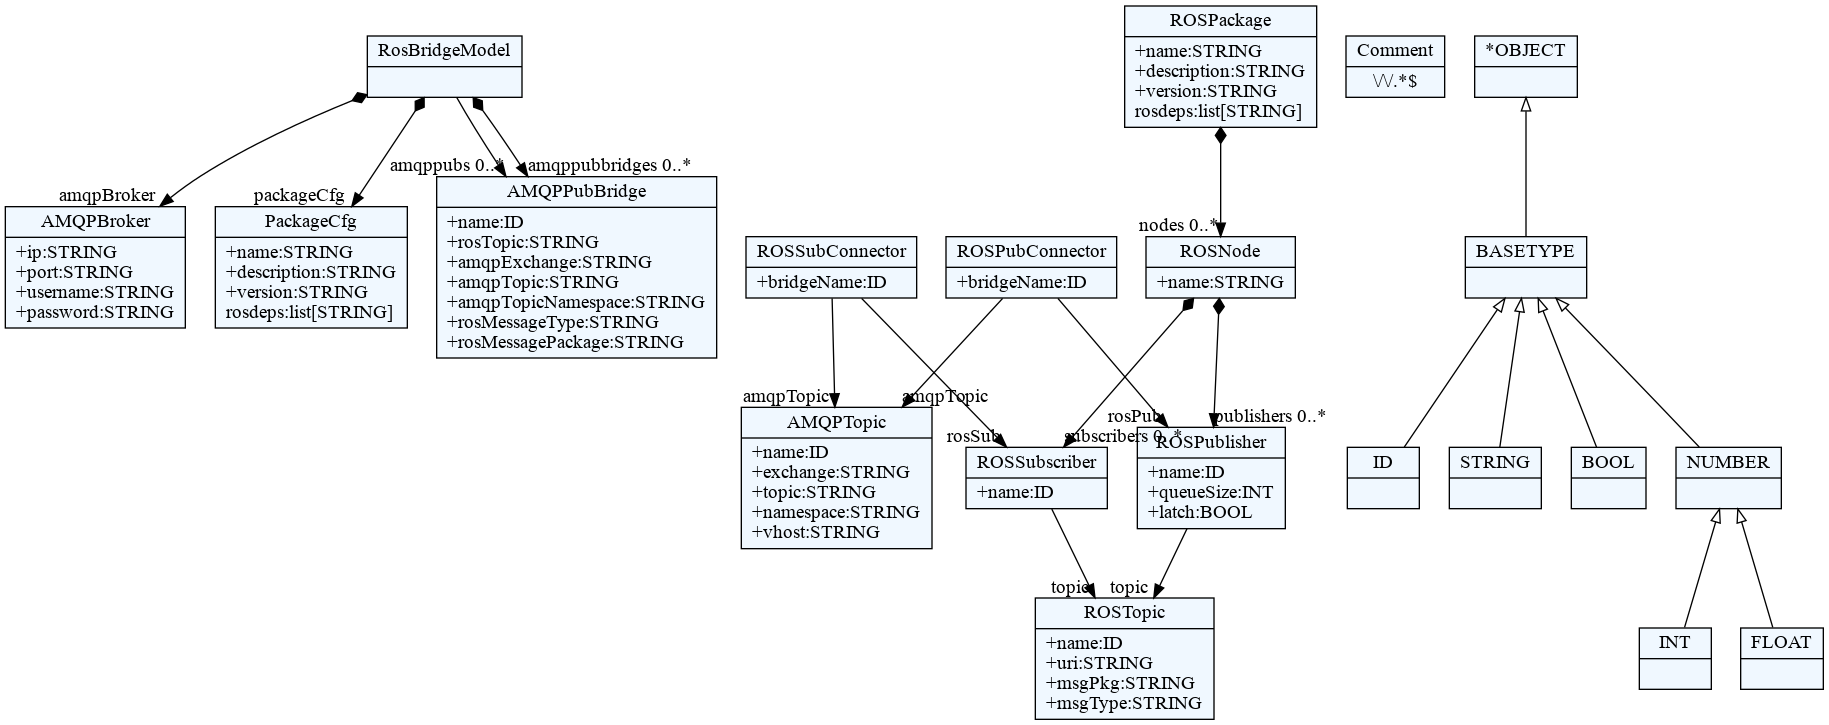 RosBridgeModel
amqpBroker
AMQPBroker
+ip:STRING
+port:STRING
+username:STRING
+password:STRING
packageCfg
PackageCfg
+name:STRING
+description:STRING
+version:STRING
rosdeps:list[STRING]
amqppubs 0..*
amqppubbridges 0..*
AMQPPubBridge
+name:ID
+rosTopic:STRING
+amqpExchange:STRING
+amqpTopic:STRING
+amqpTopicNamespace:STRING
+rosMessageType:STRING
+rosMessagePackage:STRING
ROSPackage
+name:STRING
+description:STRING
+version:STRING
rosdeps:list[STRING]
nodes 0..*
ROSSubConnector
+bridgeName:ID
ROSPubConnector
+bridgeName:ID
ROSNode
+name:STRING
amqpTopic
amqpTopic
AMQPTopic
+name:ID
+exchange:STRING
+topic:STRING
+namespace:STRING
+vhost:STRING
rosSub
subscribers 0..*
ROSSubscriber
+name:ID
rosPub
publishers 0..*
ROSPublisher
+name:ID
+queueSize:INT
+latch:BOOL
topic
topic
ROSTopic
+name:ID
+uri:STRING
+msgPkg:STRING
+msgType:STRING
Comment
\/\/.*$
*OBJECT
BASETYPE
ID
STRING
BOOL
NUMBER
INT
FLOAT